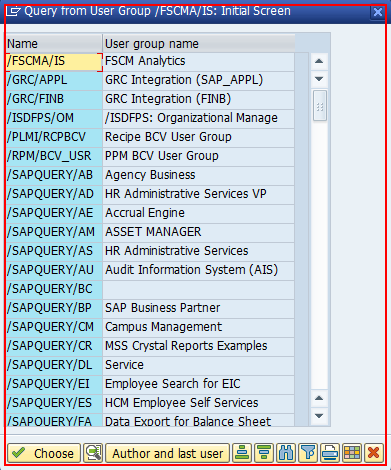 Query from User Group /FSCMA/IS: Initial Screen
Name User group name
/FSCMA/IS FSCM Analytics
/GRC/APPL GRC Integration (SAP_APPL)
/GRC/FINB GRC Integration (FINB)
/ISDFPS/OM /ISDFPS: Organizational Manage
/PLMI/RCPBCV Recipe BCV User Group
/RPM/BCV_USR PPM BCV User Group
/SAPQUERY/AB Agency Business
/SAPQUERY/AD HR Administrative Services VP
/SAPQUERY/AE Accrual Engine
/SAPQUERY/AM ASSET MANAGER
/SAPQUERY/AS HR Administrative Services
/SAPQUERY/AU Audit Information System (AIS)
/SAPQUERY/BC
/SAPQUERY/BP SAP Business Partner
/SAPQUERY/CM Campus Management
/SAPQUERY/CR MSS Crystal Reports Examples
/SAPQUERY/DL Service
/SAPQUERY/EI Employee Search for EIC
/SAPQUERY/ES HCM Employee Self Services
/SAPQUERY/FA Data Export for Balance Sheet
Choose Author and last user